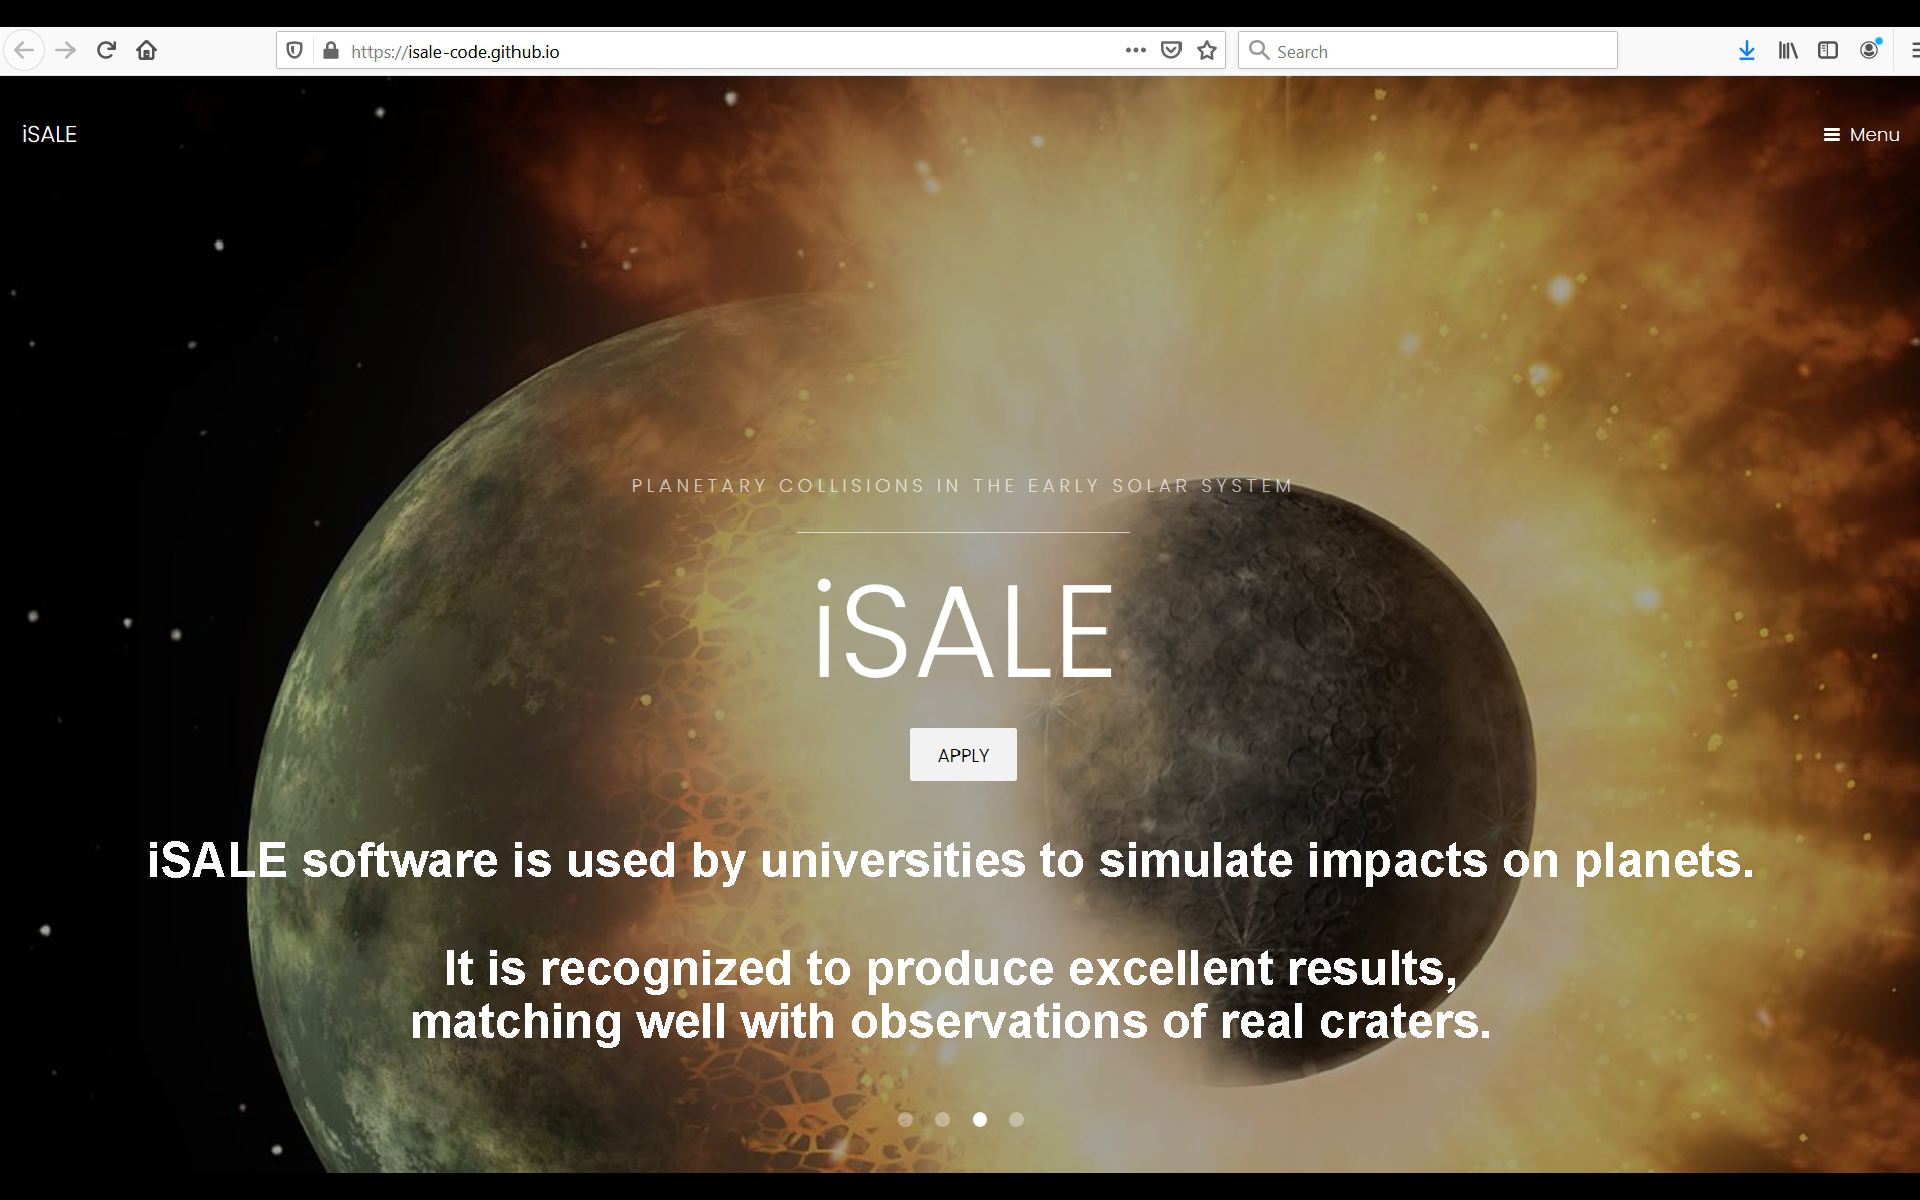 https://isale-code.github.io
Search
iSALE
Menu
PLANETARY COLLISIONS IN THE EARLY SOLAR SYSTEM
iSALE
APPLY
iSALE software is used by universities to simulate impacts on planets.
It is recognized to produce excellent results,
matching well with observations of real craters.